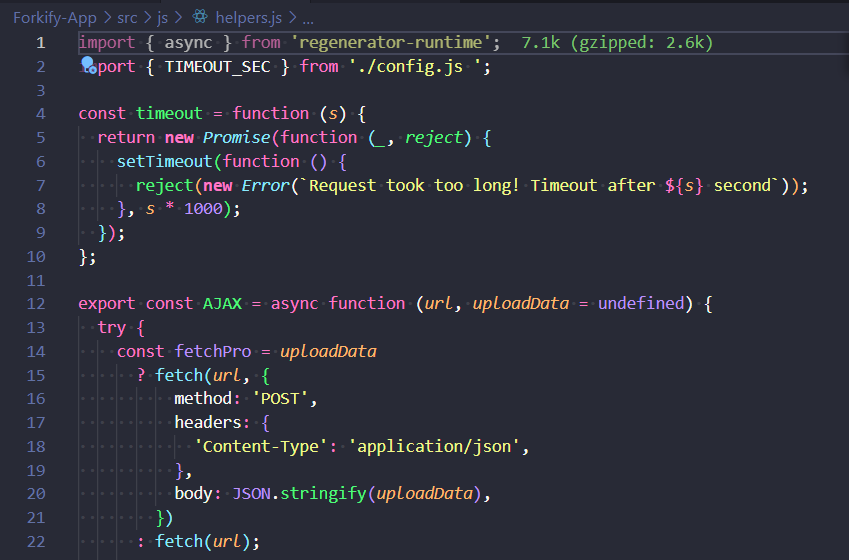 Forkify-App > src > js > helpers.js > ...
1 import { async } from 'regenerator-runtime'; 7.1k (gzipped: 2.6k)
2 import { TIMEOUT_SEC } from './config.js ';
3
4 const timeout = function (s) {
5   return new Promise(function (_, reject) {
6     setTimeout(function () {
7       reject(new Error(`Request took too long! Timeout after ${s} second`));
8     }, s * 1000);
9   });
10 };
11
12 export const AJAX = async function (url, uploadData = undefined) {
13   try {
14     const fetchPro = uploadData
15       ? fetch(url, {
16           method: 'POST',
17           headers: {
18             'Content-Type': 'application/json',
19           },
20           body: JSON.stringify(uploadData),
21         })
22       : fetch(url);